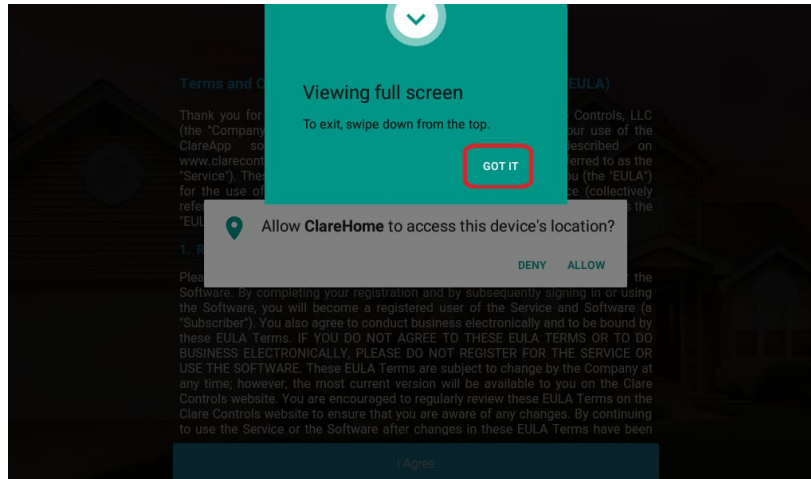 Viewing full screen
To exit, swipe down from the top.
GOT IT
Terms and C EULA)
Thank you for Controls, LLC
(the "Company our use of the
ClareApp so described on
www.clarecont erred to as the
"Service"). The ou (the "EULA")
for the use of ce (collectively
refe s the
"EUL
Allow ClareHome to access this device's location?
DENY ALLOW
1. R
Plea r the
Software. By completing your registration and by subsequently signing in or using
the Software, you will become a registered user of the Service and Software (a
"Subscriber"). You also agree to conduct business electronically and to be bound by
these EULA Terms. IF YOU DO NOT AGREE TO THESE EULA TERMS OR TO DO
BUSINESS ELECTRONICALLY, PLEASE DO NOT REGISTER FOR THE SERVICE OR
USE THE SOFTWARE. These EULA Terms are subject to change by the Company at
any time; however, the most current version will be available to you on the Clare
Controls website. You are encouraged to regularly review these EULA Terms on the
Clare Controls website to ensure that you are aware of any changes. By continuing
to use the Service or the Software after changes in these EULA Terms have been
I Agree